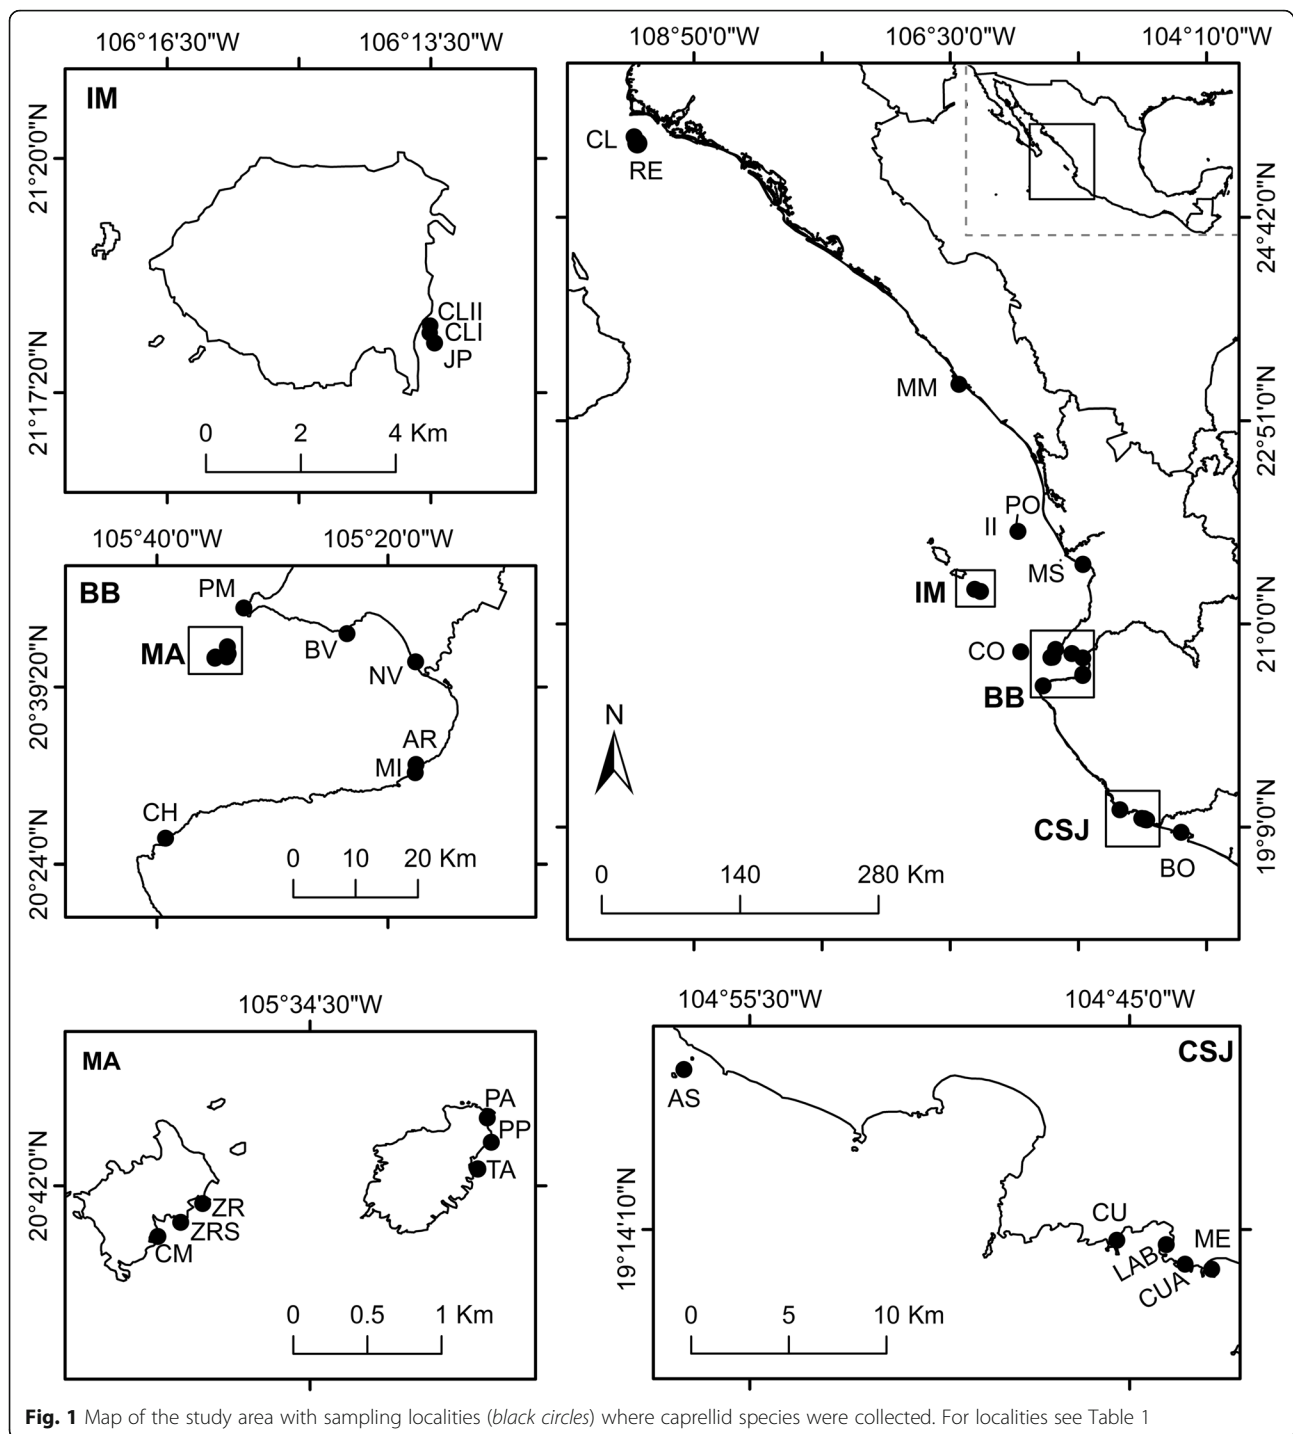 106°16'30"W 106°13'30"W
IM
21°20'0"N
21°17'20"N
CLII
CLI
JP
0 2 4 Km
108°50'0"W 106°30'0"W 104°10'0"W
24°42'0"N
22°51'0"N
21°0'0"N
19°9'0"N
CL
RE
MM
PO
II
MS
IM
CO
BB
N
CSJ
BO
0 140 280 Km
105°40'0"W 105°20'0"W
BB
20°39'20"N
20°24'0"N
PM
MA
BV
NV
AR
MI
CH
0 10 20 Km
105°34'30"W
MA
20°42'0"N
PA
PP
TA
ZR
ZRS
CM
0 0.5 1 Km
104°55'30"W 104°45'0"W
CSJ
19°14'10"N
AS
CU
ME
LAB
CUA
0 5 10 Km
Fig. 1 Map of the study area with sampling localities (black circles) where caprellid species were collected. For localities see Table 1